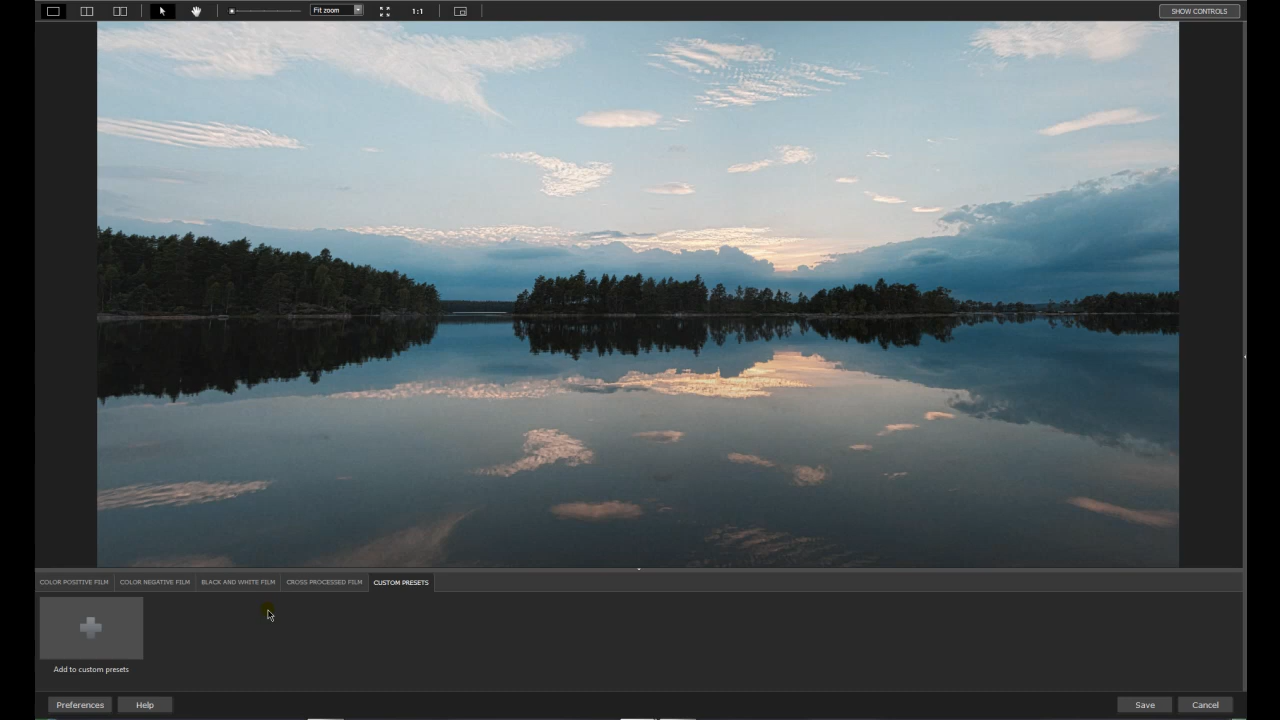 Fit zoom
1:1
SHOW CONTROLS
COLOR POSITIVE FILM
COLOR NEGATIVE FILM
BLACK AND WHITE FILM
CROSS PROCESSED FILM
CUSTOM PRESETS
Add to custom presets
Preferences
Help
Save
Cancel